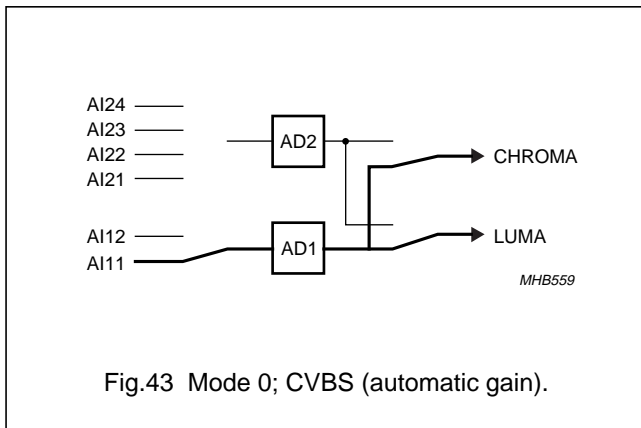 AI24
AI23
AI22
AI21
AD2
CHROMA
AI12
AI11
AD1
LUMA
MHB559
Fig.43 Mode 0; CVBS (automatic gain).